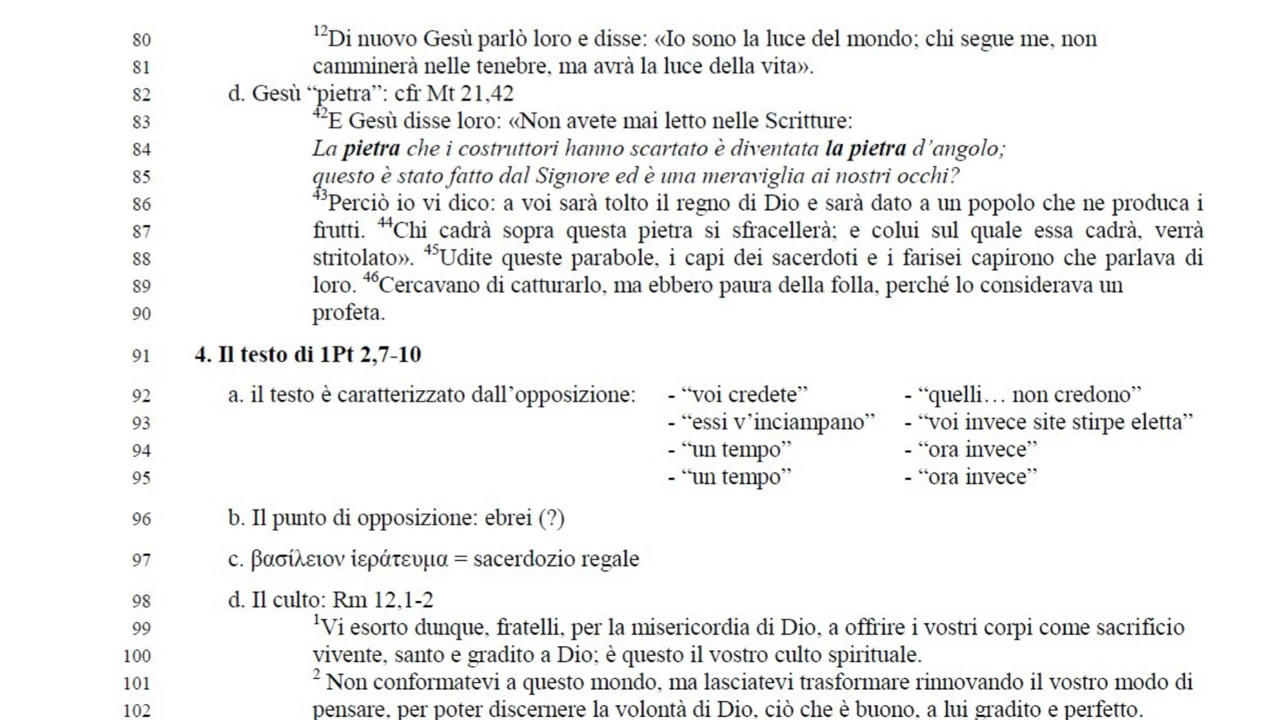 80 12Di nuovo Gesù parlò loro e disse: «Io sono la luce del mondo; chi segue me, non
81 camminerà nelle tenebre, ma avrà la luce della vita».
82 d. Gesù “pietra”: cfr Mt 21,42
83 42E Gesù disse loro: «Non avete mai letto nelle Scritture:
84 La pietra che i costruttori hanno scartato è diventata la pietra d’angolo;
85 questo è stato fatto dal Signore ed è una meraviglia ai nostri occhi?
86 43Perciò io vi dico: a voi sarà tolto il regno di Dio e sarà dato a un popolo che ne produca i
87 frutti. 44Chi cadrà sopra questa pietra si sfracellerà; e colui sul quale essa cadrà, verrà
88 stritolato». 45Udite queste parabole, i capi dei sacerdoti e i farisei capirono che parlava di
89 loro. 46Cercavano di catturarlo, ma ebbero paura della folla, perché lo considerava un
90 profeta.
91 4. Il testo di 1Pt 2,7-10
92 a. il testo è caratterizzato dall’opposizione: - “voi credete” - “quelli… non credono”
93 - “essi v’inciampano” - “voi invece site stirpe eletta”
94 - “un tempo” - “ora invece”
95 - “un tempo” - “ora invece”
96 b. Il punto di opposizione: ebrei (?)
97 c. βασίλειον ἱεράτευμα = sacerdozio regale
98 d. Il culto: Rm 12,1-2
99 1Vi esorto dunque, fratelli, per la misericordia di Dio, a offrire i vostri corpi come sacrificio
100 vivente, santo e gradito a Dio; è questo il vostro culto spirituale.
101 2 Non conformatevi a questo mondo, ma lasciatevi trasformare rinnovando il vostro modo di
102 pensare, per poter discernere la volontà di Dio, ciò che è buono, a lui gradito e perfetto.